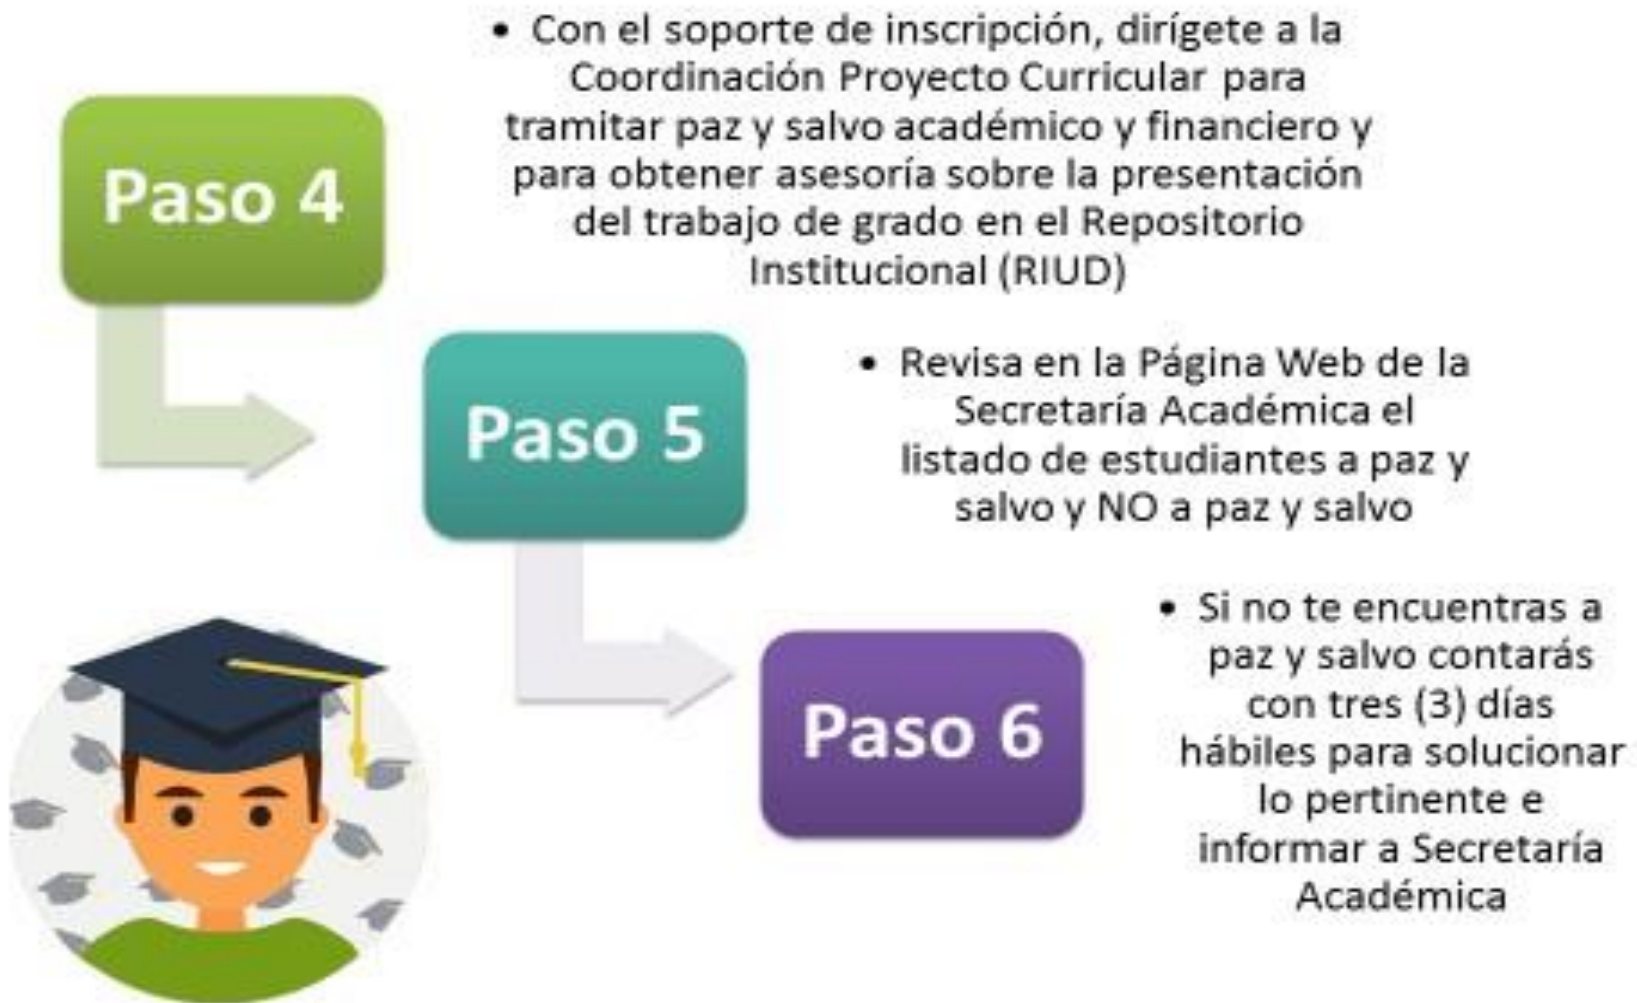 Paso 4
• Con el soporte de inscripción, dirígete a la
Coordinación Proyecto Curricular para
tramitar paz y salvo académico y financiero y
para obtener asesoría sobre la presentación
del trabajo de grado en el Repositorio
Institucional (RIUD)
Paso 5
• Revisa en la Página Web de la
Secretaría Académica el
listado de estudiantes a paz y
salvo y NO a paz y salvo
Paso 6
• Si no te encuentras a
paz y salvo contarás
con tres (3) días
hábiles para solucionar
lo pertinente e
informar a Secretaría
Académica